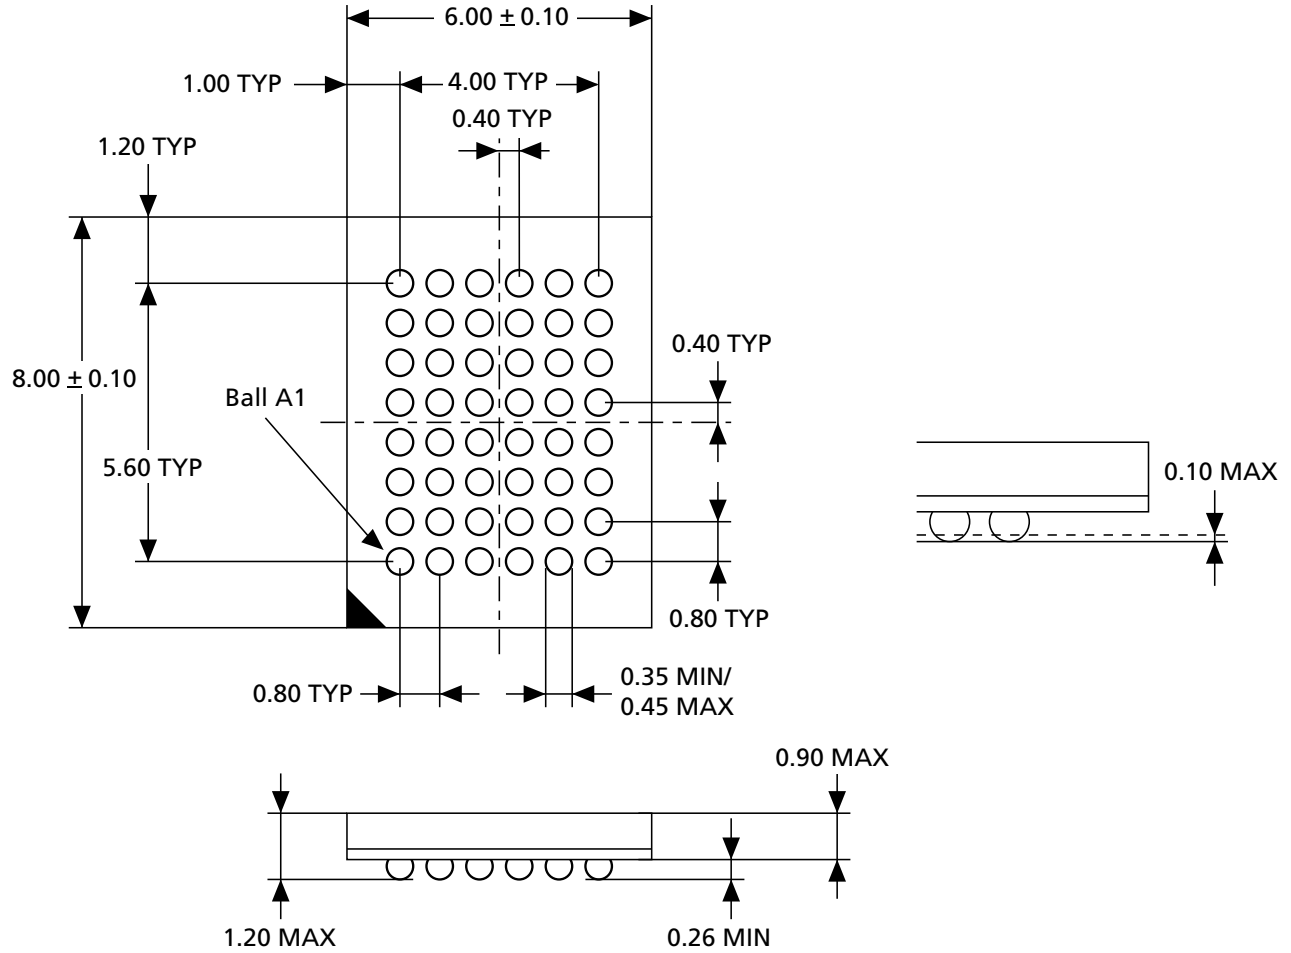 6.00 ± 0.10
1.00 TYP
4.00 TYP
0.40 TYP
1.20 TYP
0.40 TYP
8.00 ± 0.10
Ball A1
5.60 TYP
0.10 MAX
0.80 TYP
0.80 TYP
0.35 MIN/
0.45 MAX
0.90 MAX
1.20 MAX
0.26 MIN